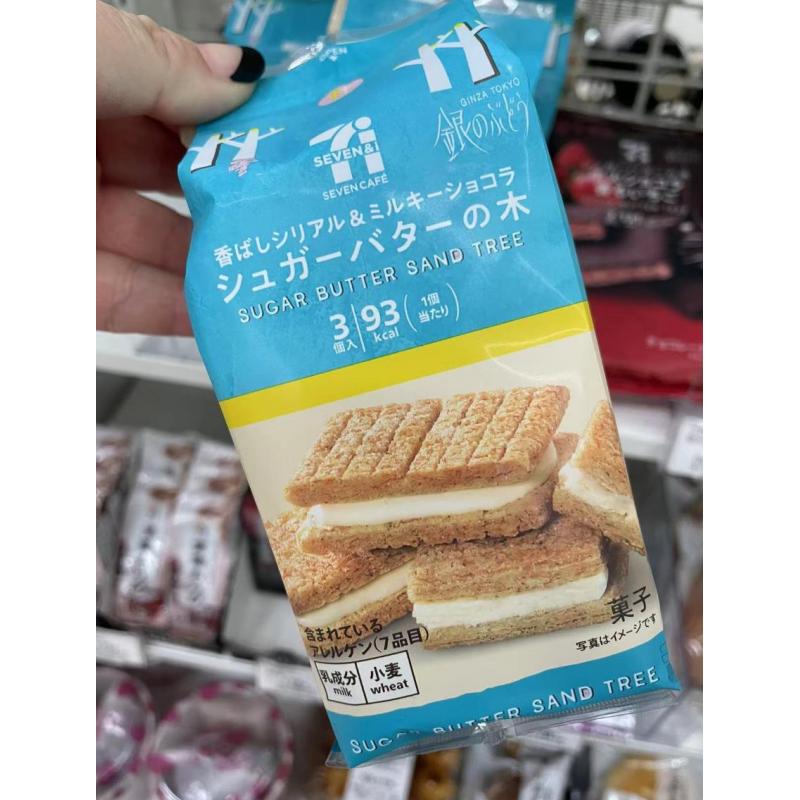 GINZA TOKYO
銀のぶどう
SEVEN&i
SEVEN CAFÉ
香ばしシリアル&ミルキーショコラ
シュガーバターの木
SUGAR BUTTER SAND TREE
3個入 93kcal (1個当たり)
含まれている
アレルゲン(7品目)
乳成分 小麦
milk wheat
菓子
写真はイメージです
SUGAR BUTTER SAND TREE